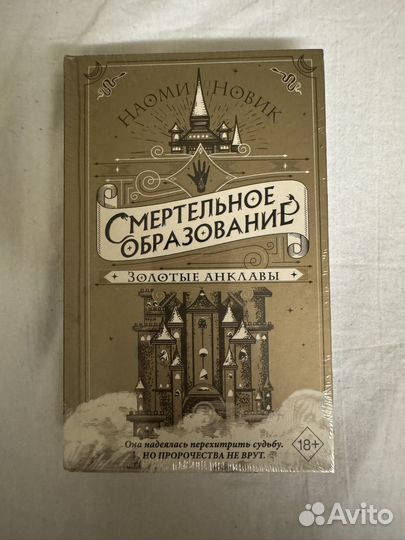 НАОМИ НОВИК
СМЕРТЕЛЬНОЕ
ОБРАЗОВАНИЕ
ЗОЛОТЫЕ АНКЛАВЫ
Она надеялась перехитрить судьбу.
НО ПРОРОЧЕСТВА НЕ ВРУТ.
18+
Avito